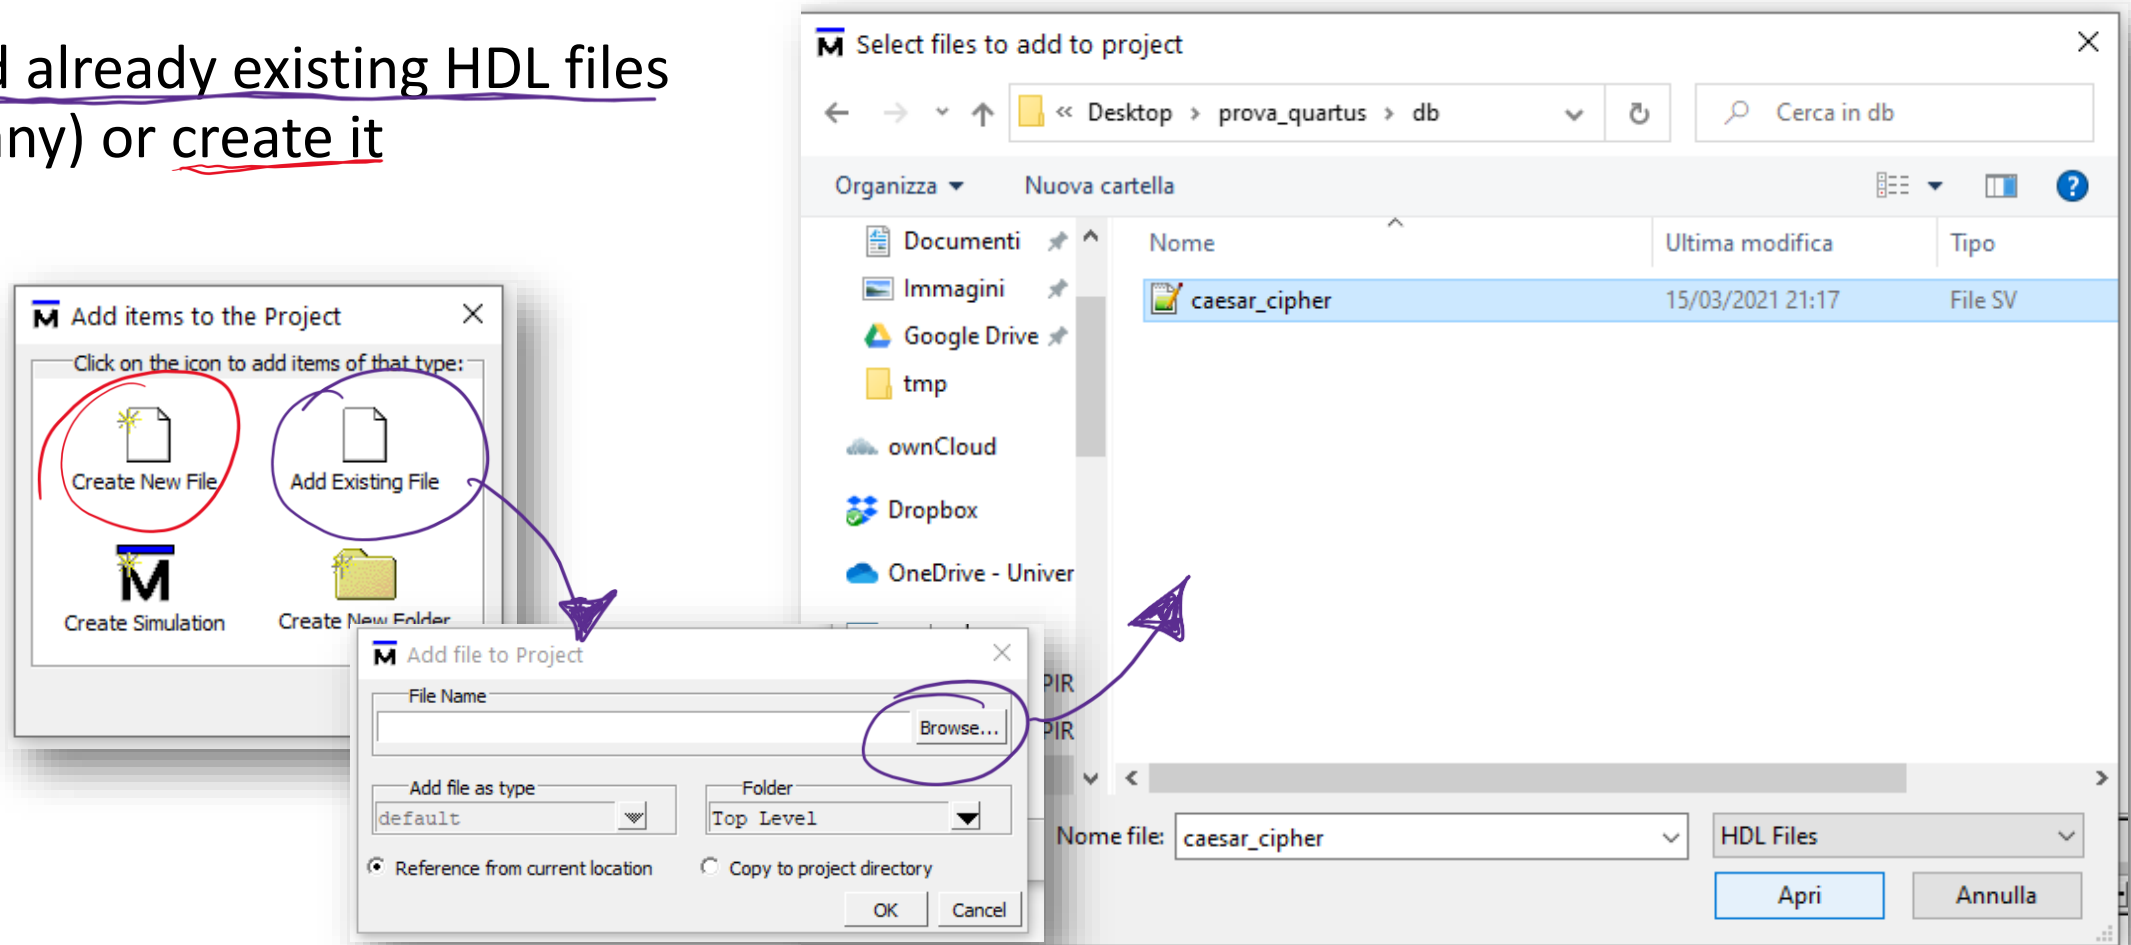 already existing HDL files
or create it
Add items to the Project
Click on the icon to add items of that type:
Create New File
Add Existing File
Create Simulation
Create New Folder
Add file to Project
File Name
Browse...
Add file as type
default
Folder
Top Level
Reference from current location
Copy to project directory
OK
Cancel
Select files to add to project
« Desktop › prova_quartus › db
Cerca in db
Organizza
Nuova cartella
Documenti
Immagini
Google Drive
tmp
ownCloud
Dropbox
OneDrive - Univer
PIR
PIR
Nome
Ultima modifica
Tipo
caesar_cipher
15/03/2021 21:17
File SV
Nome file:
caesar_cipher
HDL Files
Apri
Annulla